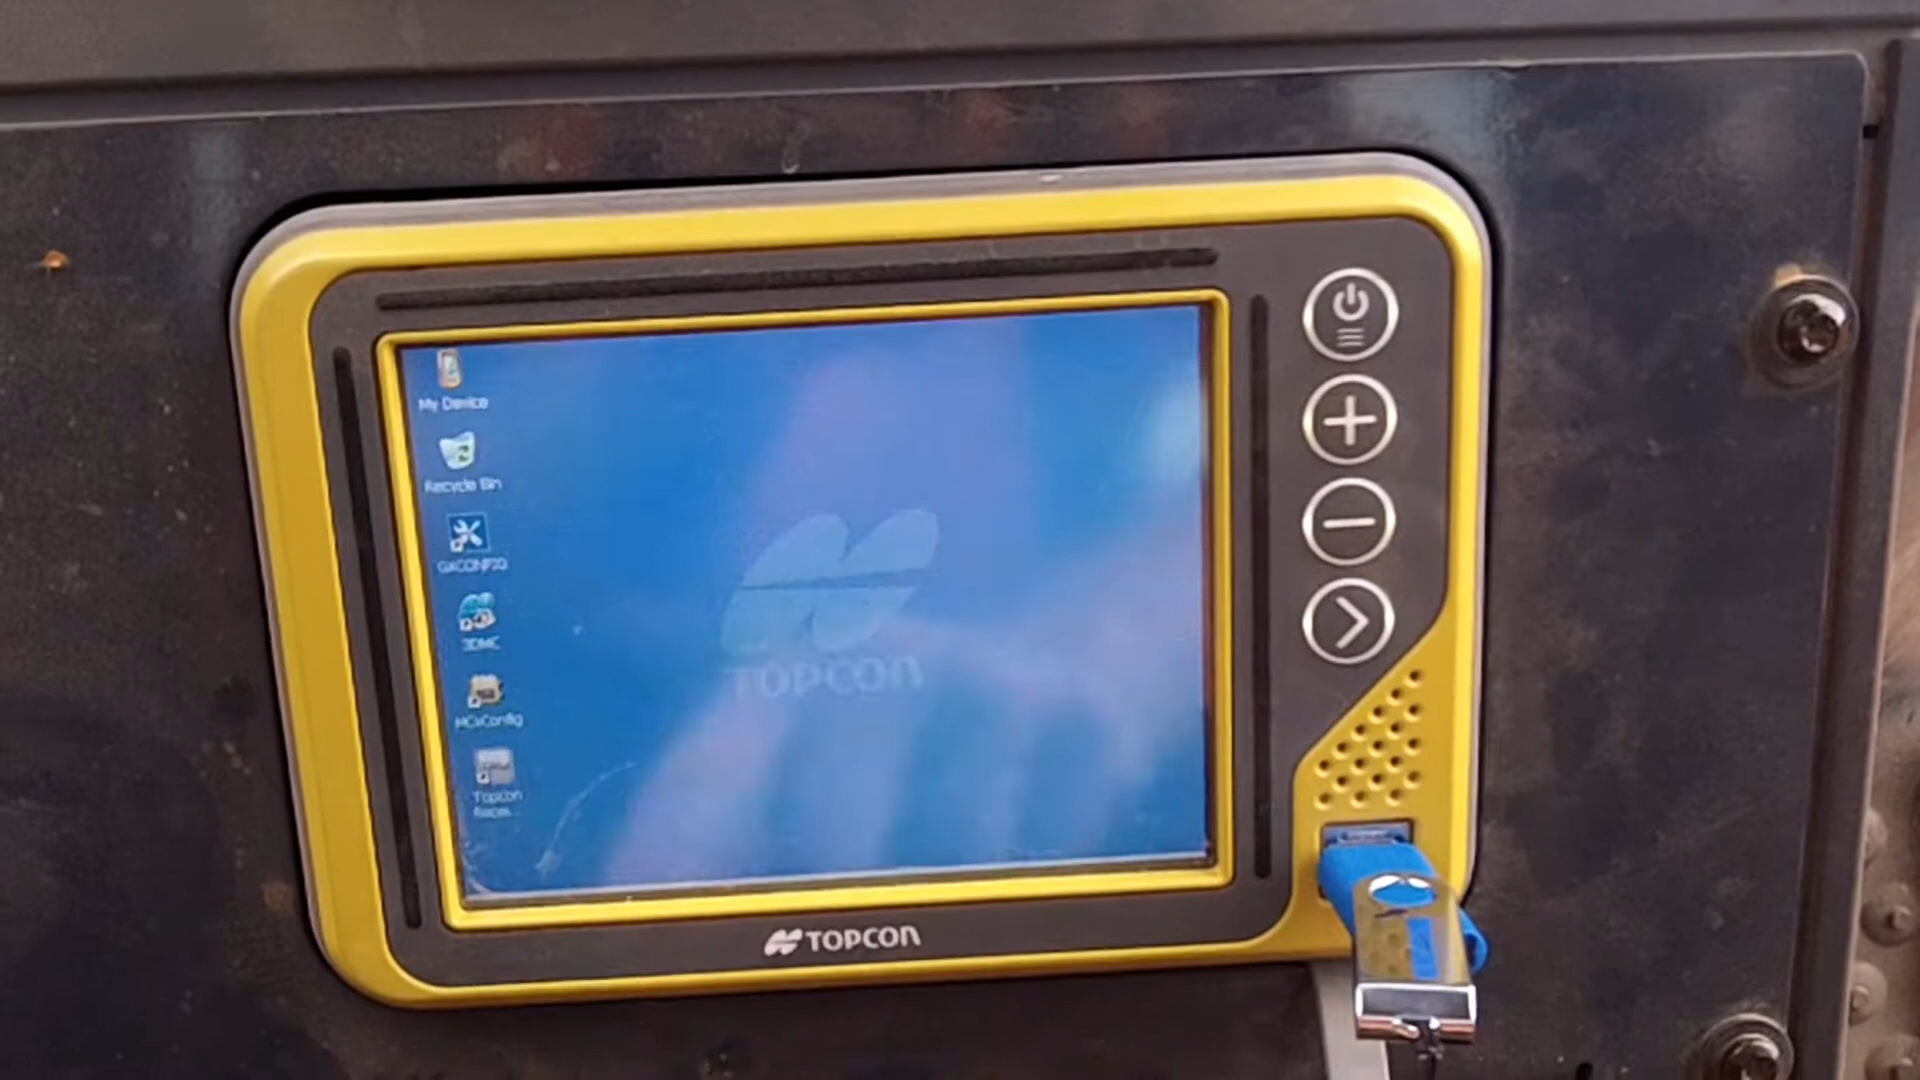 My Device
Recycle Bin
GXCONFIG
3DMC
MCxConfig
Topcon
TOPCON
TOPCON